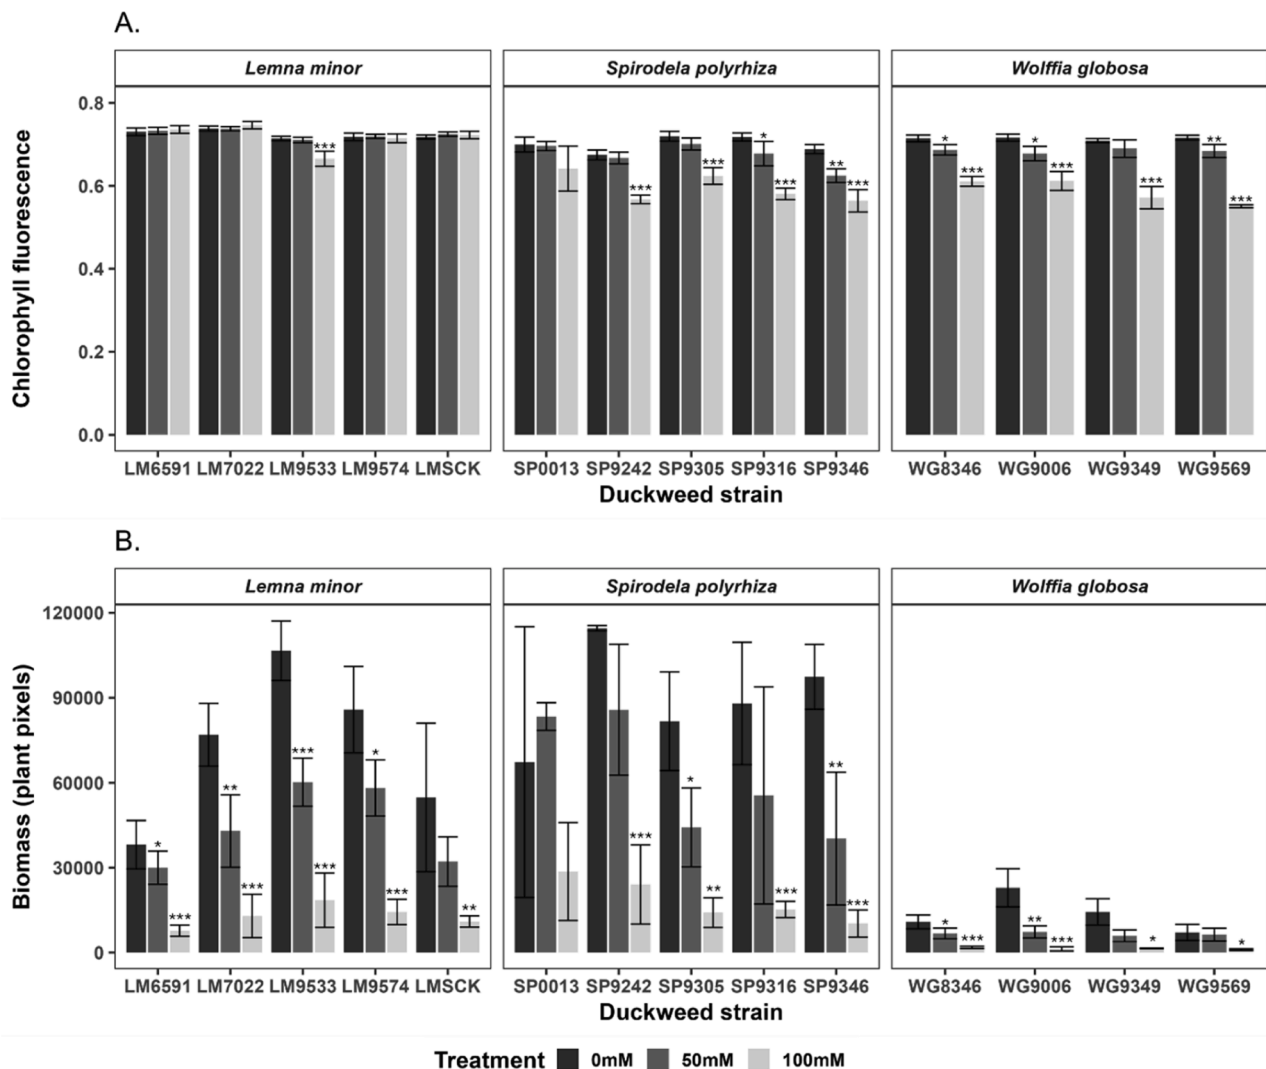 A.
Lemna minor
Spirodela polyrhiza
Wolffia globosa
Chlorophyll fluorescence
0.8
0.6
0.4
0.2
0.0
***
***
***
*
***
**
***
*
***
*
***
***
**
***
LM6591 LM7022 LM9533 LM9574 LMSCK
SP0013 SP9242 SP9305 SP9316 SP9346
WG8346 WG9006 WG9349 WG9569
Duckweed strain
B.
Lemna minor
Spirodela polyrhiza
Wolffia globosa
Biomass (plant pixels)
120000
90000
60000
30000
0
*
***
**
***
***
***
*
***
**
***
*
**
***
**
***
*
***
**
***
*
*
LM6591 LM7022 LM9533 LM9574 LMSCK
SP0013 SP9242 SP9305 SP9316 SP9346
WG8346 WG9006 WG9349 WG9569
Duckweed strain
Treatment 0mM 50mM 100mM